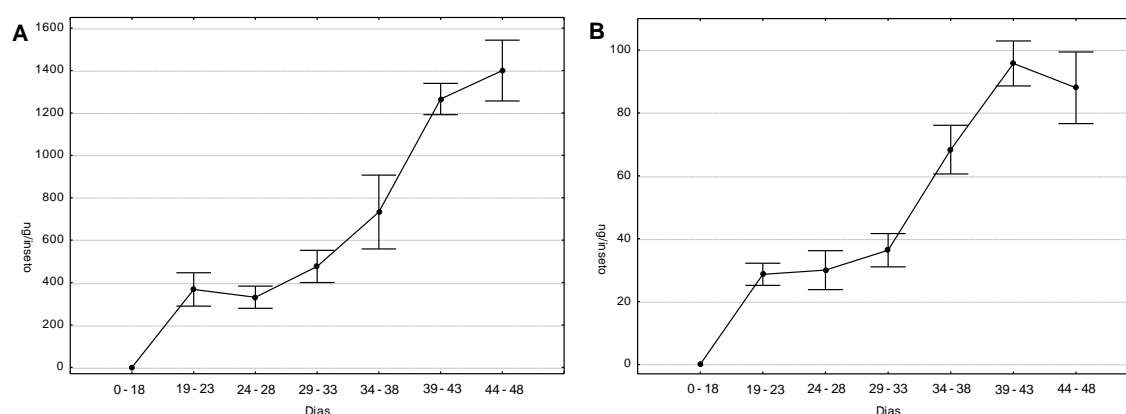 A
1600
1400
1200
1000
800
600
400
200
0
ng/inseto
0 - 18 19 - 23 24 - 28 29 - 33 34 - 38 39 - 43 44 - 48
Dias
B
100
80
60
40
20
0
ng/inseto
0 - 18 19 - 23 24 - 28 29 - 33 34 - 38 39 - 43 44 - 48
Dias